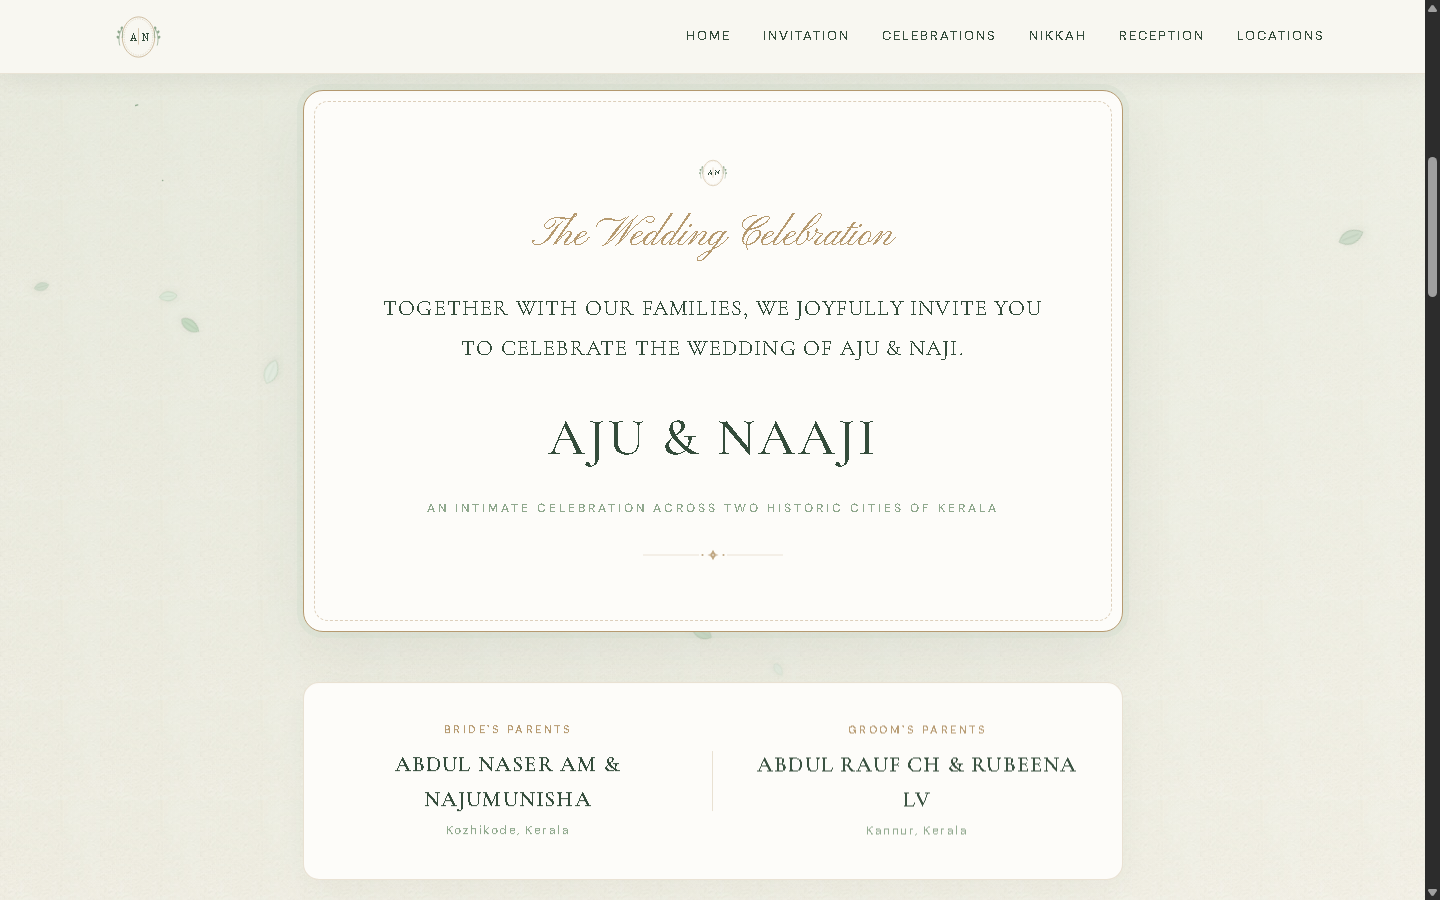 A N
HOME INVITATION CELEBRATIONS NIKKAH RECEPTION LOCATIONS
A N
The Wedding Celebration
TOGETHER WITH OUR FAMILIES, WE JOYFULLY INVITE YOU
TO CELEBRATE THE WEDDING OF AJU & NAJI.
AJU & NAAJI
AN INTIMATE CELEBRATION ACROSS TWO HISTORIC CITIES OF KERALA
BRIDE'S PARENTS
ABDUL NASER AM &
NAJUMUNISHA
Kozhikode, Kerala
GROOM'S PARENTS
ABDUL RAUF CH & RUBEENA
LV
Kannur, Kerala